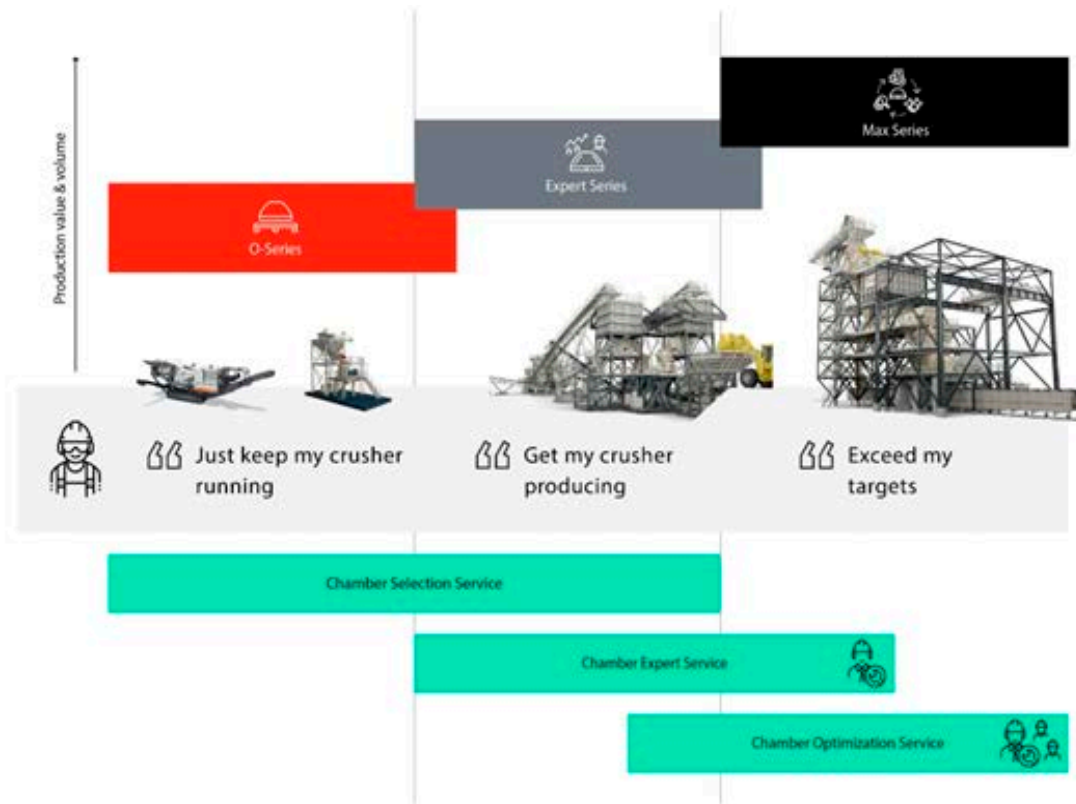 Production value & volume
Max Series
Expert Series
O-Series
Just keep my crusher
running
Get my crusher
producing
Exceed my
targets
Chamber Selection Service
Chamber Expert Service
Chamber Optimization Service